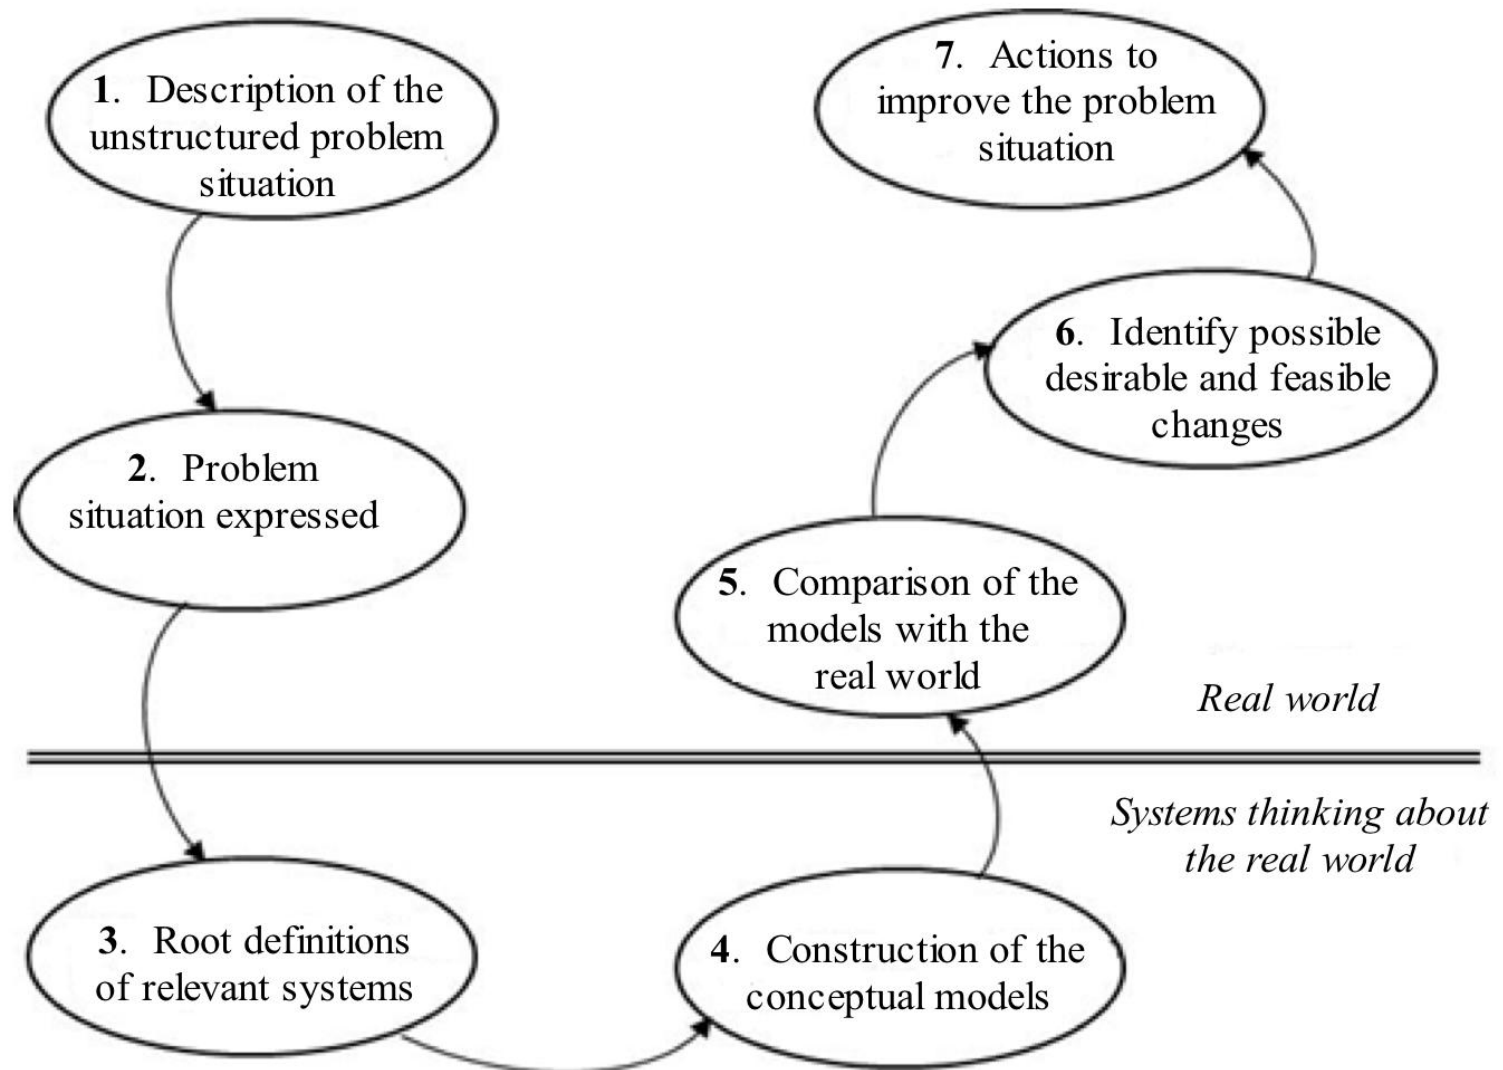 1. Description of the
unstructured problem
situation
2. Problem
situation expressed
3. Root definitions
of relevant systems
4. Construction of the
conceptual models
5. Comparison of the
models with the
real world
6. Identify possible
desirable and feasible
changes
7. Actions to
improve the problem
situation
Real world
Systems thinking about
the real world